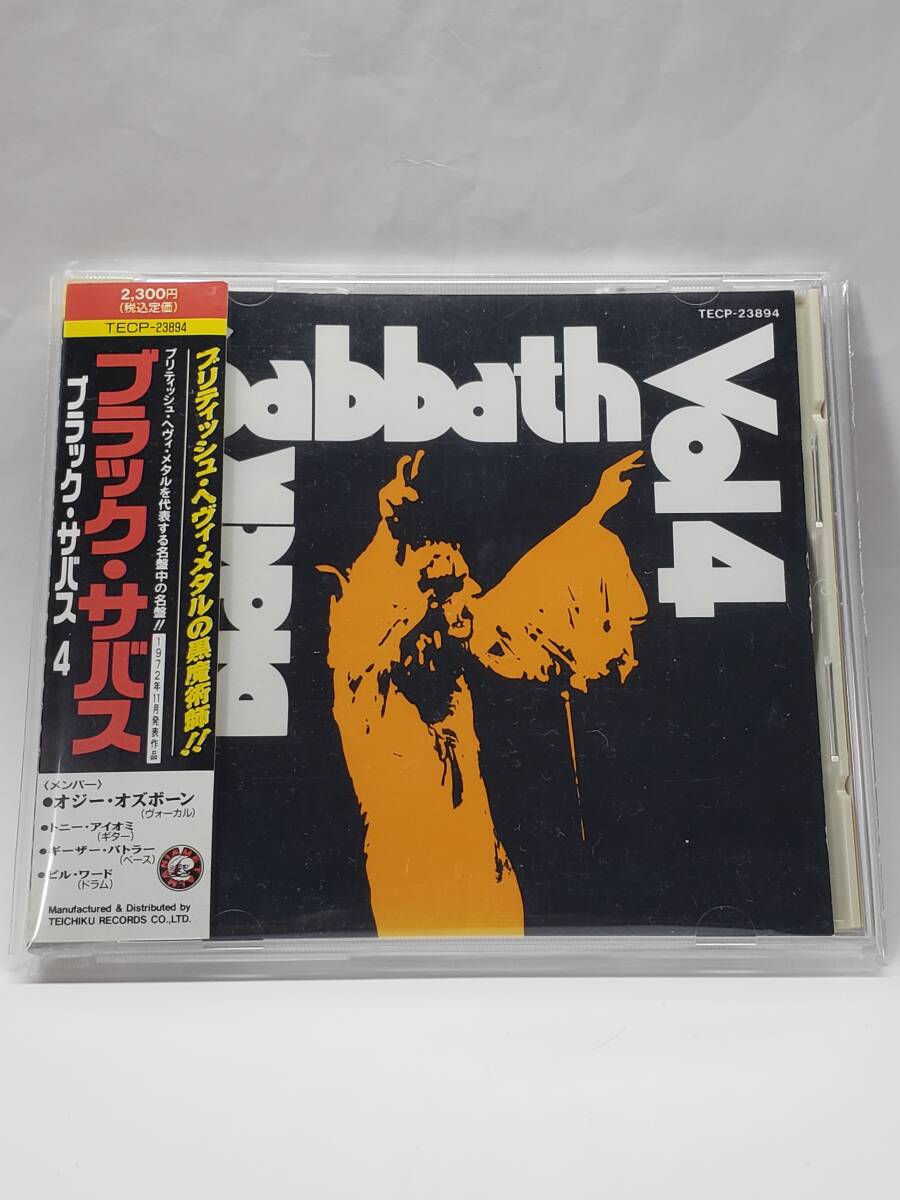 2,300円
(税込定価)
TECP-23894
ブリティッシュ・ヘヴィ・メタルの黒魔術師!!
ブリティッシュ・ヘヴィ・メタルを代表する名盤中の名盤!!
1972年11月発表作品
ブラック・サバス
ブラック・サバス 4
〈メンバー〉
●オジー・オズボーン
(ヴォーカル)
●トニー・アイオミ
(ギター)
●ギーザー・バトラー
(ベース)
●ビル・ワード
(ドラム)
Manufactured & Distributed by
TEICHIKU RECORDS CO.,LTD.
TECP-23894
Black
Sabbath
Vol 4